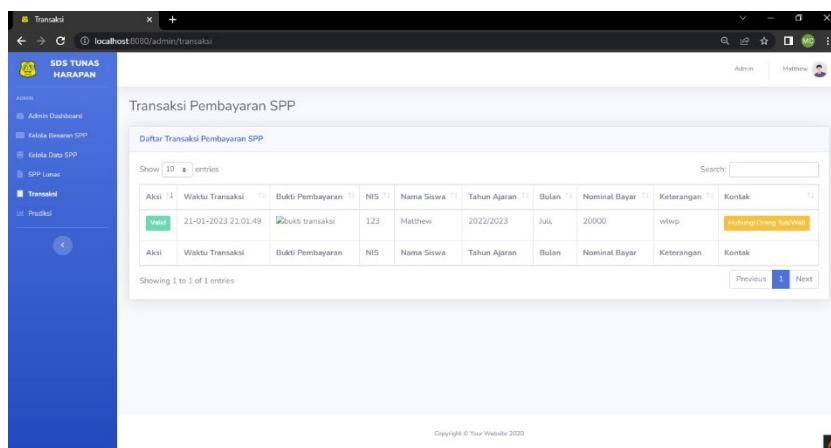 Transaksi
localhost:8080/admin/transaksi
MC
SDS TUNAS
HARAPAN
Admin
Matthew
ADMIN
Admin Dashboard
Kelola Besaran SPP
Kelola Data SPP
SPP Lunas
Transaksi
Prediksi
Transaksi Pembayaran SPP
Daftar Transaksi Pembayaran SPP
Show 10 entries
Search:
Aksi Waktu Transaksi Bukti Pembayaran NIS Nama Siswa Tahun Ajaran Bulan Nominal Bayar Keterangan Kontak
Valid 21-01-2023 21:01:49 bukti transaksi 123 Matthew 2022/2023 Juli, 20000 wlwp Hubungi Orang Tua/Wali
Aksi Waktu Transaksi Bukti Pembayaran NIS Nama Siswa Tahun Ajaran Bulan Nominal Bayar Keterangan Kontak
Showing 1 to 1 of 1 entries
Previous 1 Next
Copyright © Your Website 2020